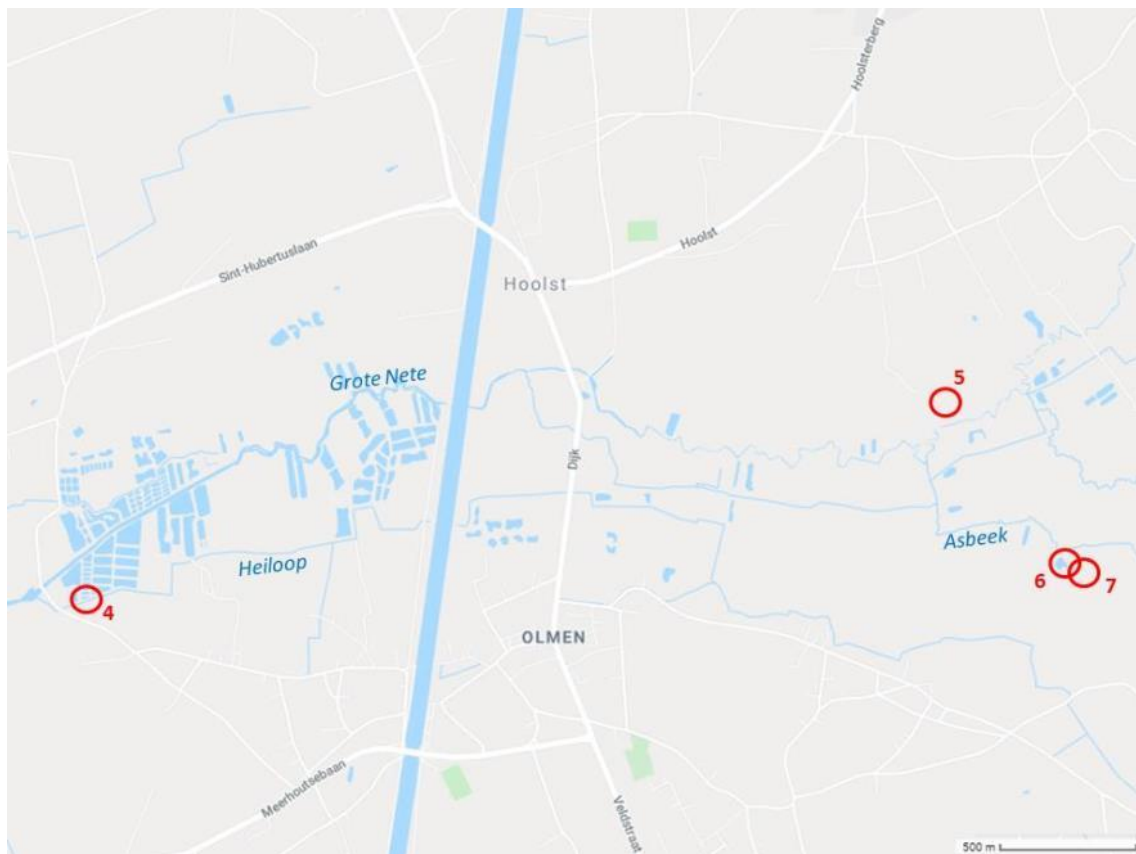 Hoolsterberg
Sint-Hubertuslaan
Hoolst
Hoolst
Grote Nete
5
Dijk
Asbeek
Heiloop
6
7
4
OLMEN
Meerhoutsebaan
Veldstraat
500 m